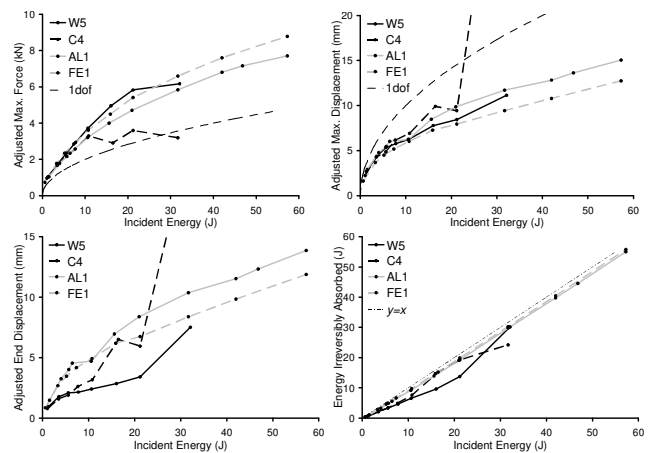 10
8
6
4
2
0
Adjusted Max. Force (kN)
W5
C4
AL1
FE1
1dof
0 10 20 30 40 50 60
Incident Energy (J)
20
15
10
5
0
Adjusted Max. Displacement (mm)
W5
C4
AL1
FE1
1dof
0 10 20 30 40 50 60
Incident Energy (J)
15
10
5
0
Adjusted End Displacement (mm)
W5
C4
AL1
FE1
0 10 20 30 40 50 60
Incident Energy (J)
60
50
40
30
20
10
0
Energy Irreversibly Absorbed (J)
W5
C4
AL1
FE1
y=x
0 10 20 30 40 50 60
Incident Energy (J)